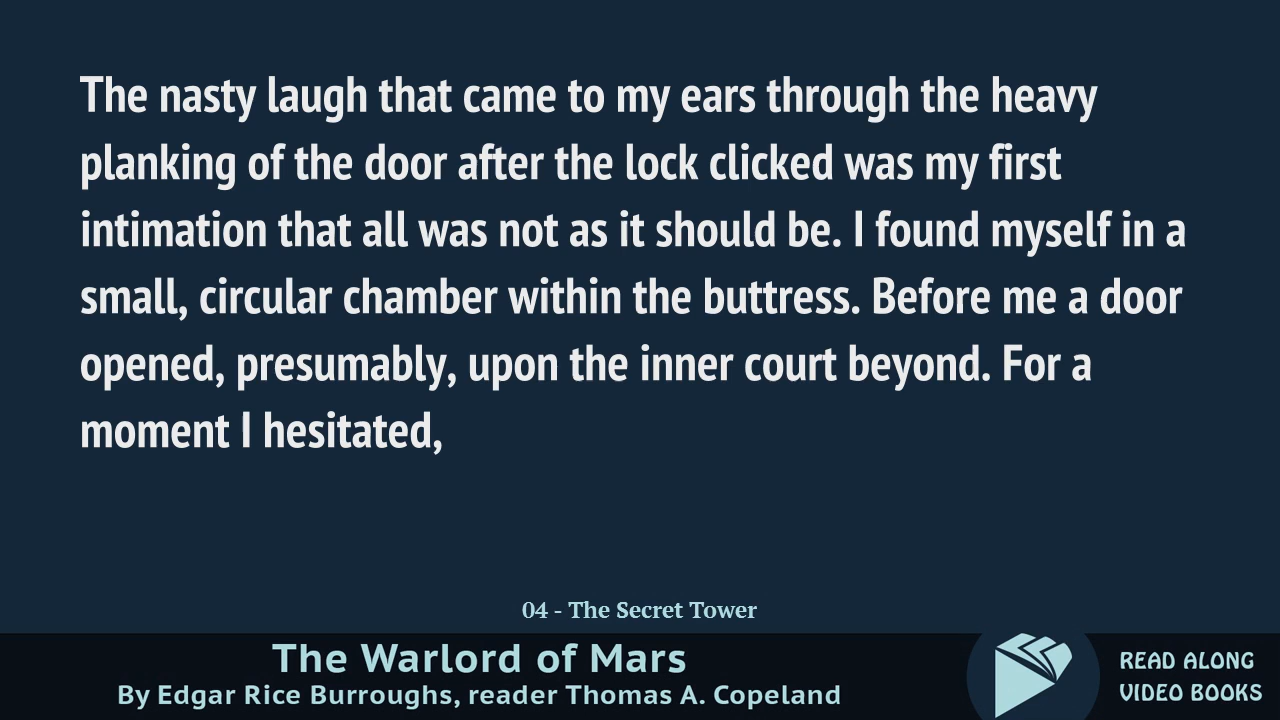 The nasty laugh that came to my ears through the heavy
planking of the door after the lock clicked was my first
intimation that all was not as it should be. I found myself in a
small, circular chamber within the buttress. Before me a door
opened, presumably, upon the inner court beyond. For a
moment I hesitated,
04 - The Secret Tower
The Warlord of Mars
By Edgar Rice Burroughs, reader Thomas A. Copeland
READ ALONG
VIDEO BOOKS